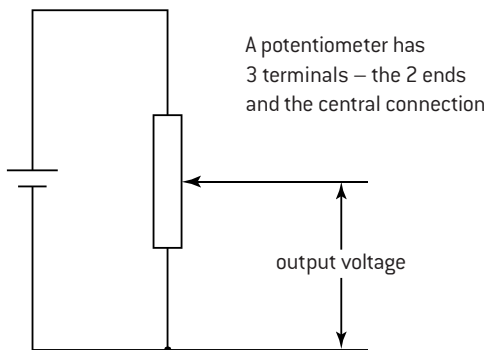 A potentiometer has
3 terminals – the 2 ends
and the central connection
output voltage